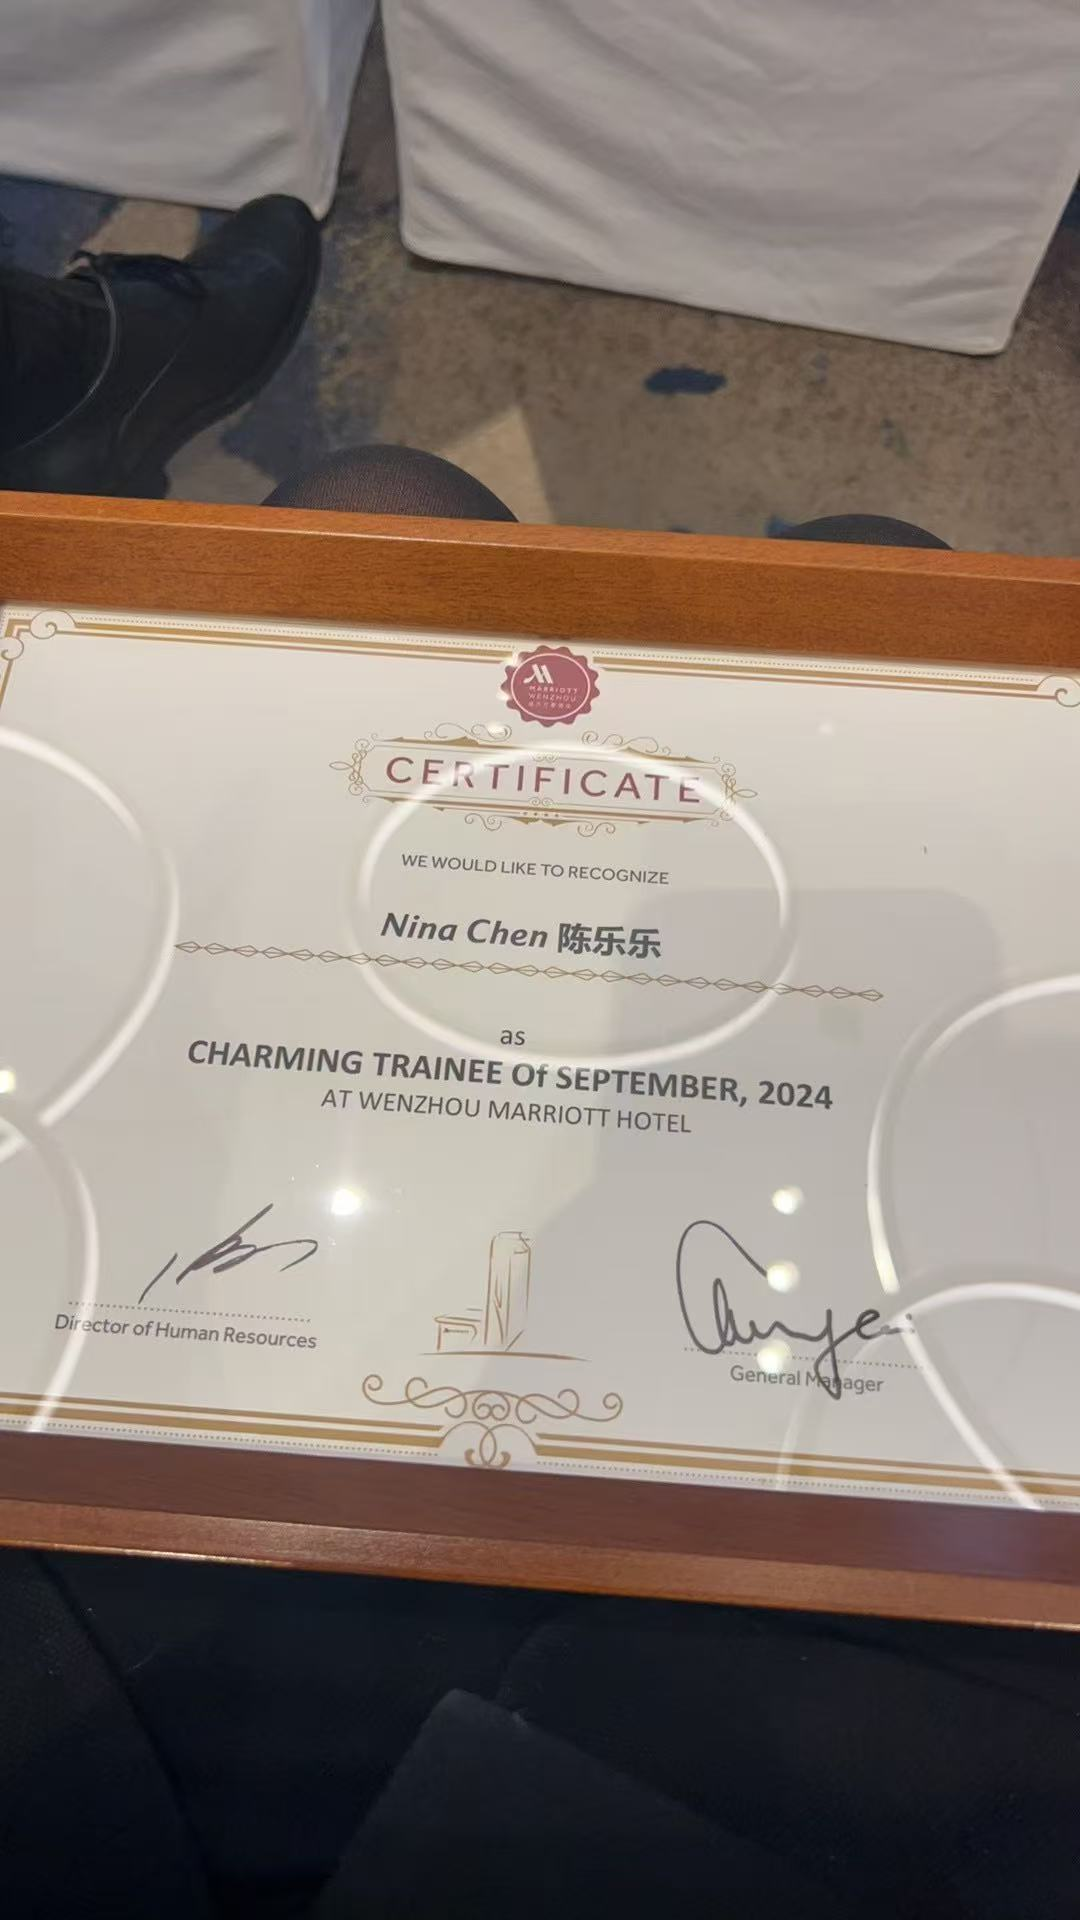 MARRIOTT
WENZHOU
CERTIFICATE
WE WOULD LIKE TO RECOGNIZE
Nina Chen 陈乐乐
as
CHARMING TRAINEE Of SEPTEMBER, 2024
AT WENZHOU MARRIOTT HOTEL
Director of Human Resources
General Manager